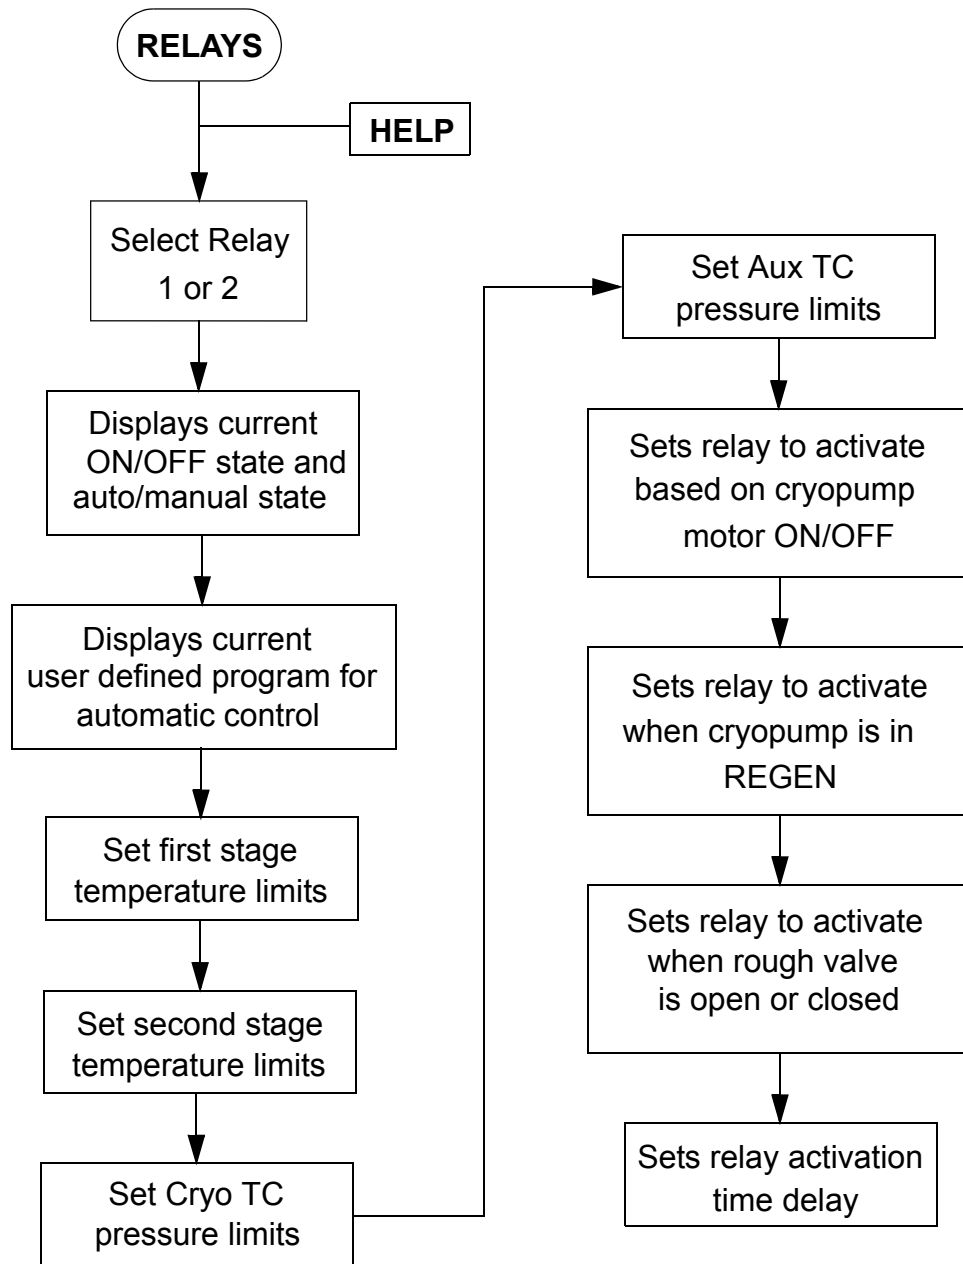 RELAYS
HELP
Select Relay
1 or 2
Displays current
ON/OFF state and
auto/manual state
Displays current
user defined program for
automatic control
Set first stage
temperature limits
Set second stage
temperature limits
Set Cryo TC
pressure limits
Set Aux TC
pressure limits
Sets relay to activate
based on cryopump
motor ON/OFF
Sets relay to activate
when cryopump is in
REGEN
Sets relay to activate
when rough valve
is open or closed
Sets relay activation
time delay